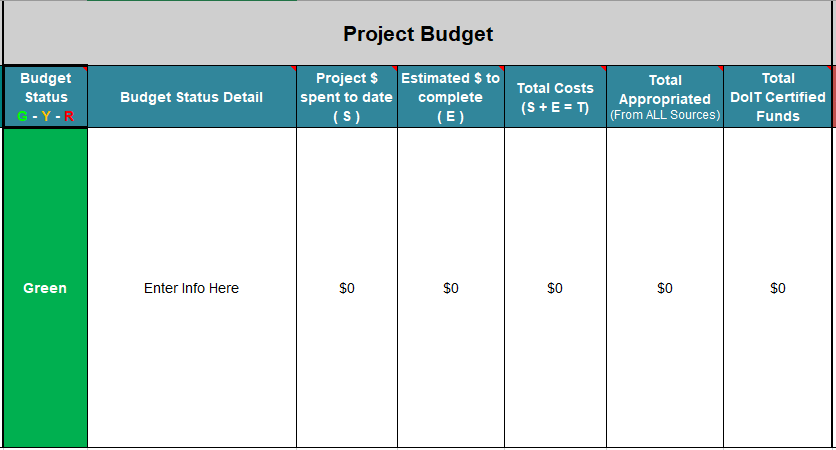 Project Budget
Budget
Status
G - Y - R
Budget Status Detail
Project $
spent to date
( S )
Estimated $ to
complete
( E )
Total Costs
(S + E = T)
Total
Appropriated
(From ALL Sources)
Total
DoIT Certified
Funds
Green
Enter Info Here
$0
$0
$0
$0
$0